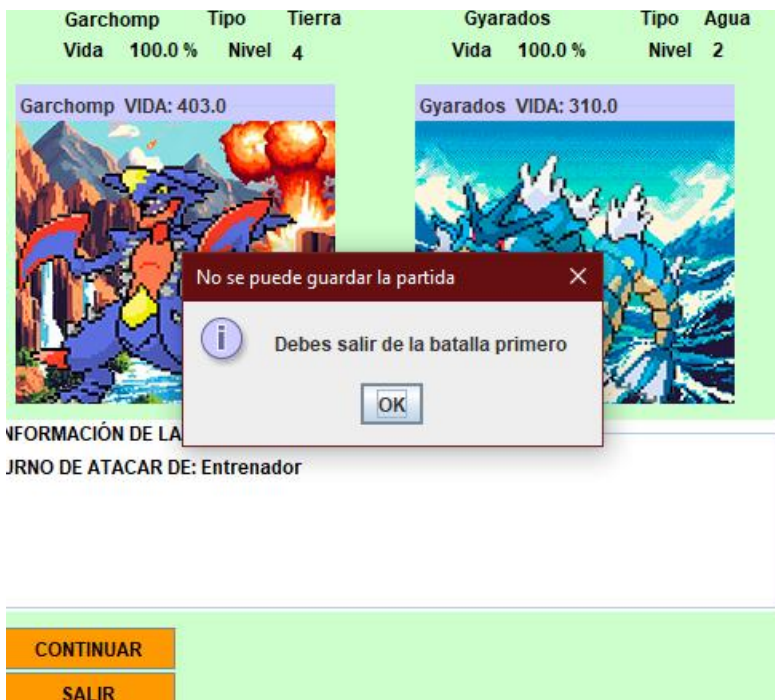 Garchomp Tipo Tierra Gyarados Tipo Agua
Vida 100.0 % Nivel 4 Vida 100.0 % Nivel 2
Garchomp VIDA: 403.0 Gyarados VIDA: 310.0
No se puede guardar la partida
Debes salir de la batalla primero
OK
NFORMACIÓN DE LA
URNO DE ATACAR DE: Entrenador
CONTINUAR
SALIR